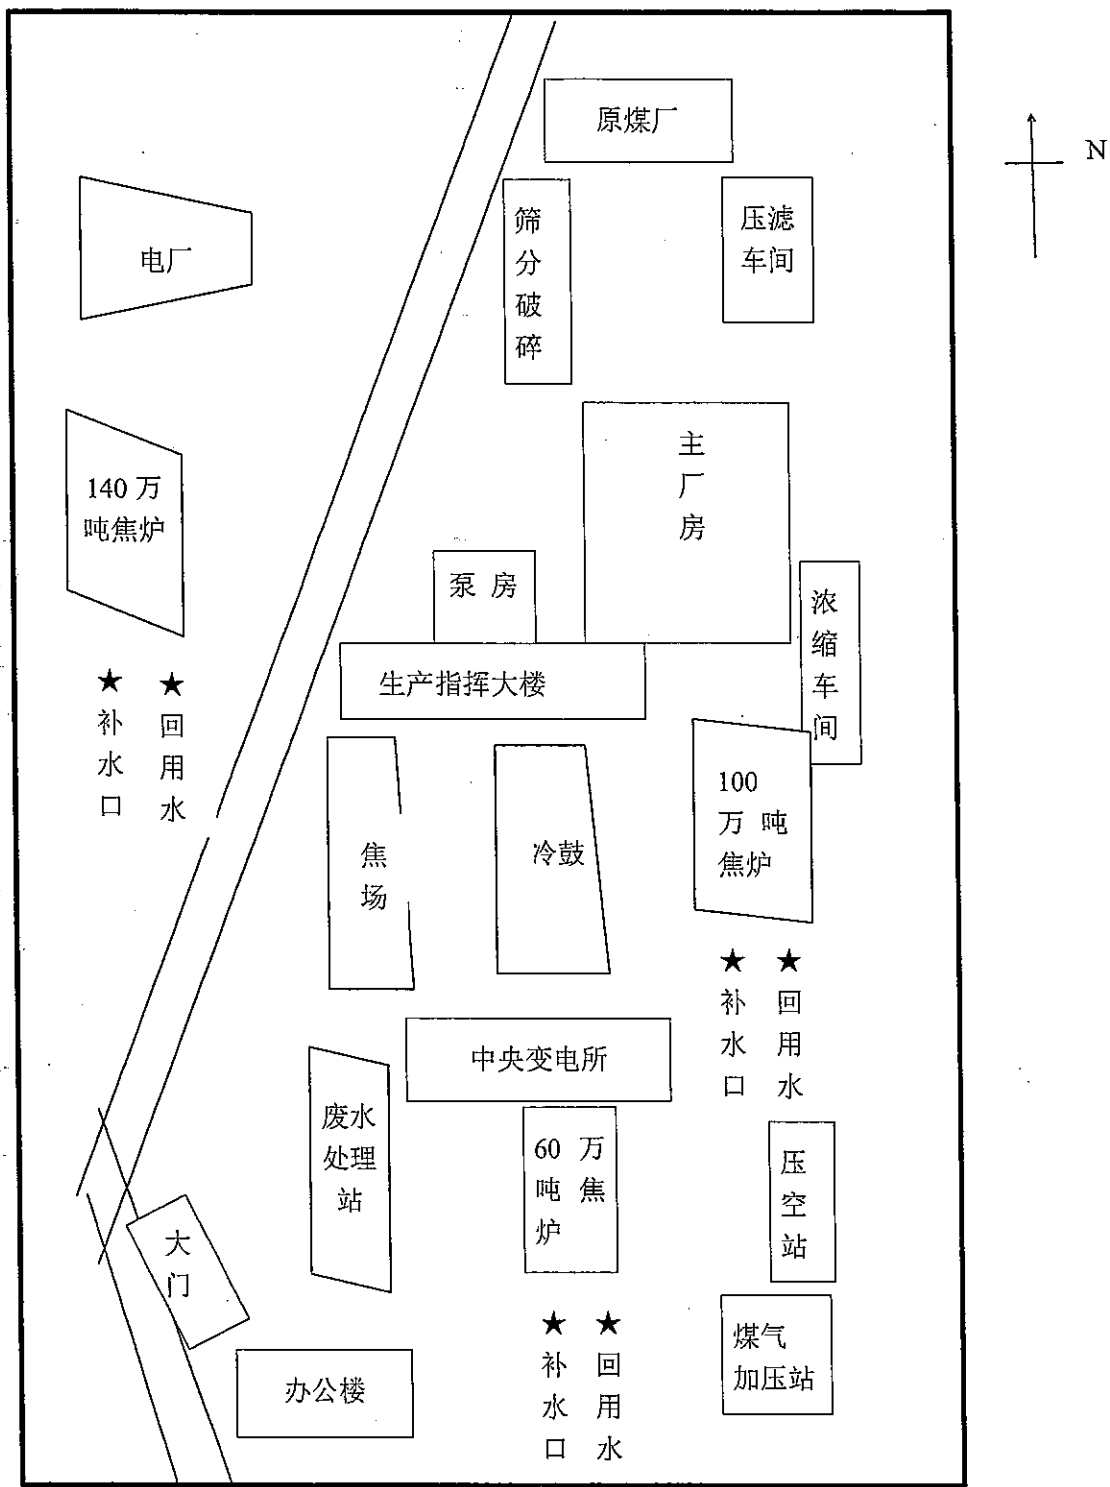 原煤厂
N
筛
分
破
碎
压滤
车间
电厂
主
厂
房
140 万
吨焦炉
泵 房
浓
缩
车
间
生产指挥大楼
★ ★
补 回
水 用
口 水
100
万 吨
焦炉
焦
场
冷鼓
★ ★
补 回
水 用
口 水
中央变电所
废水
处理
站
60 万
吨 焦
炉
压
空
站
大
门
★ ★
补 回
水 用
口 水
煤气
加压站
办公楼